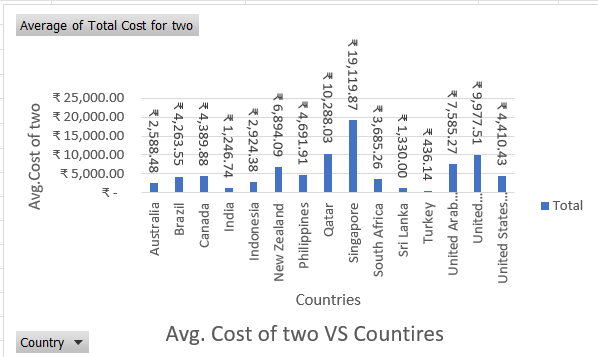 Average of Total Cost for two
Avg.Cost of two
₹ 25,000.00
₹ 20,000.00
₹ 15,000.00
₹ 10,000.00
₹ 5,000.00
₹ -
₹ 2,588.48
₹ 4,263.55
₹ 4,389.88
₹ 1,246.74
₹ 2,924.38
₹ 6,894.09
₹ 4,691.91
₹ 10,288.03
₹ 19,119.87
₹ 3,685.26
₹ 1,330.00
₹ 436.14
₹ 7,585.27
₹ 9,977.51
₹ 4,410.43
Australia
Brazil
Canada
India
Indonesia
New Zealand
Philippines
Qatar
Singapore
South Africa
Sri Lanka
Turkey
United Arab...
United...
United States...
Total
Countries
Avg. Cost of two VS Countires
Country